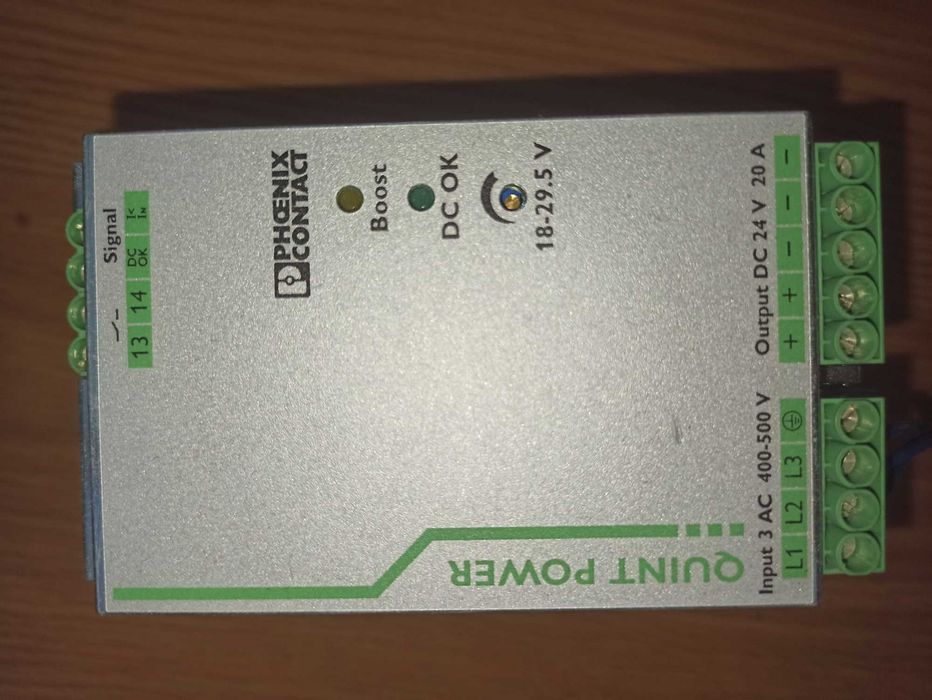 Signal
13 14 DC OK I< IN
PHŒNIX
CONTACT
Boost
DC OK
18-29.5 V
QUINT POWER
Input 3 AC 400-500 V
L1 L2 L3
Output DC 24 V 20 A
+ + - - -